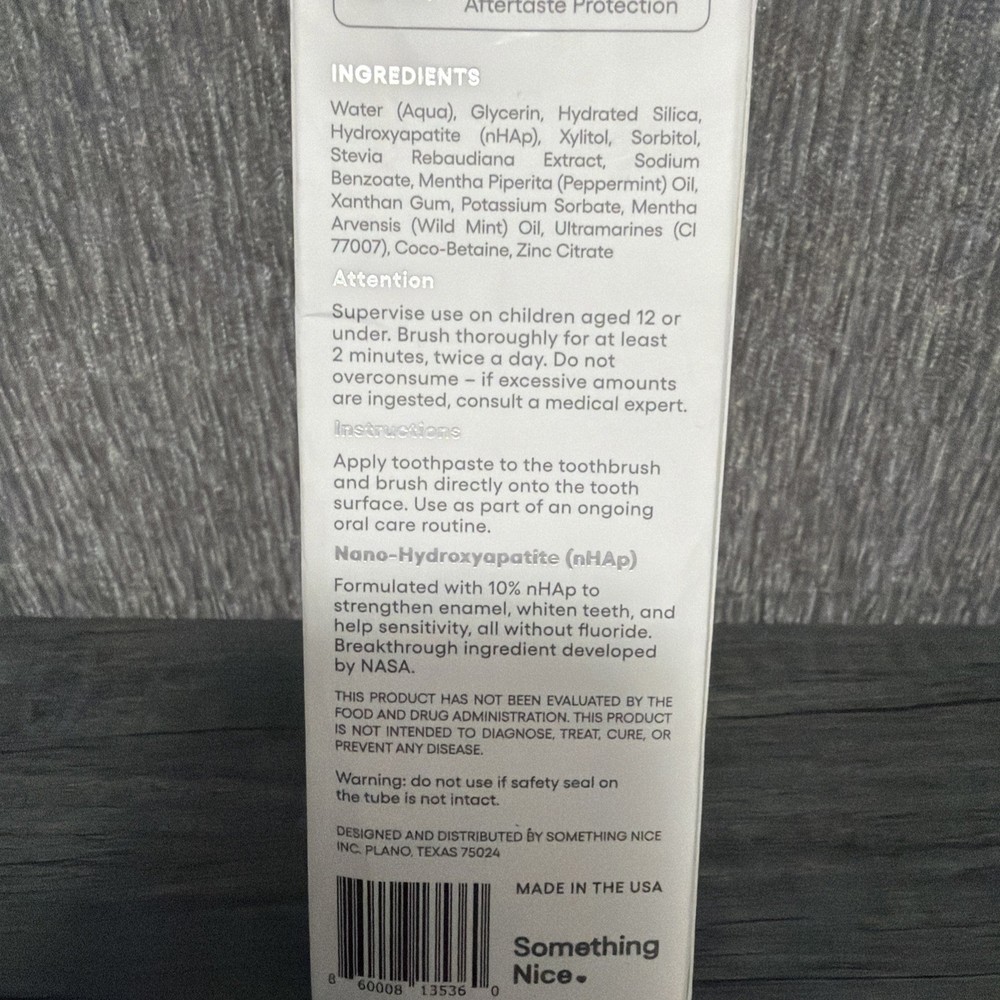 Aftertaste Protection
INGREDIENTS
Water (Aqua), Glycerin, Hydrated Silica,
Hydroxyapatite (nHAp), Xylitol, Sorbitol,
Stevia Rebaudiana Extract, Sodium
Benzoate, Mentha Piperita (Peppermint) Oil,
Xanthan Gum, Potassium Sorbate, Mentha
Arvensis (Wild Mint) Oil, Ultramarines (CI
77007), Coco-Betaine, Zinc Citrate
Attention
Supervise use on children aged 12 or
under. Brush thoroughly for at least
2 minutes, twice a day. Do not
overconsume – if excessive amounts
are ingested, consult a medical expert.
Instructions
Apply toothpaste to the toothbrush
and brush directly onto the tooth
surface. Use as part of an ongoing
oral care routine.
Nano-Hydroxyapatite (nHAp)
Formulated with 10% nHAp to
strengthen enamel, whiten teeth, and
help sensitivity, all without fluoride.
Breakthrough ingredient developed
by NASA.
THIS PRODUCT HAS NOT BEEN EVALUATED BY THE
FOOD AND DRUG ADMINISTRATION. THIS PRODUCT
IS NOT INTENDED TO DIAGNOSE, TREAT, CURE, OR
PREVENT ANY DISEASE.
Warning: do not use if safety seal on
the tube is not intact.
DESIGNED AND DISTRIBUTED BY SOMETHING NICE
INC. PLANO, TEXAS 75024
MADE IN THE USA
Something
Nice
8 60008 13536 0